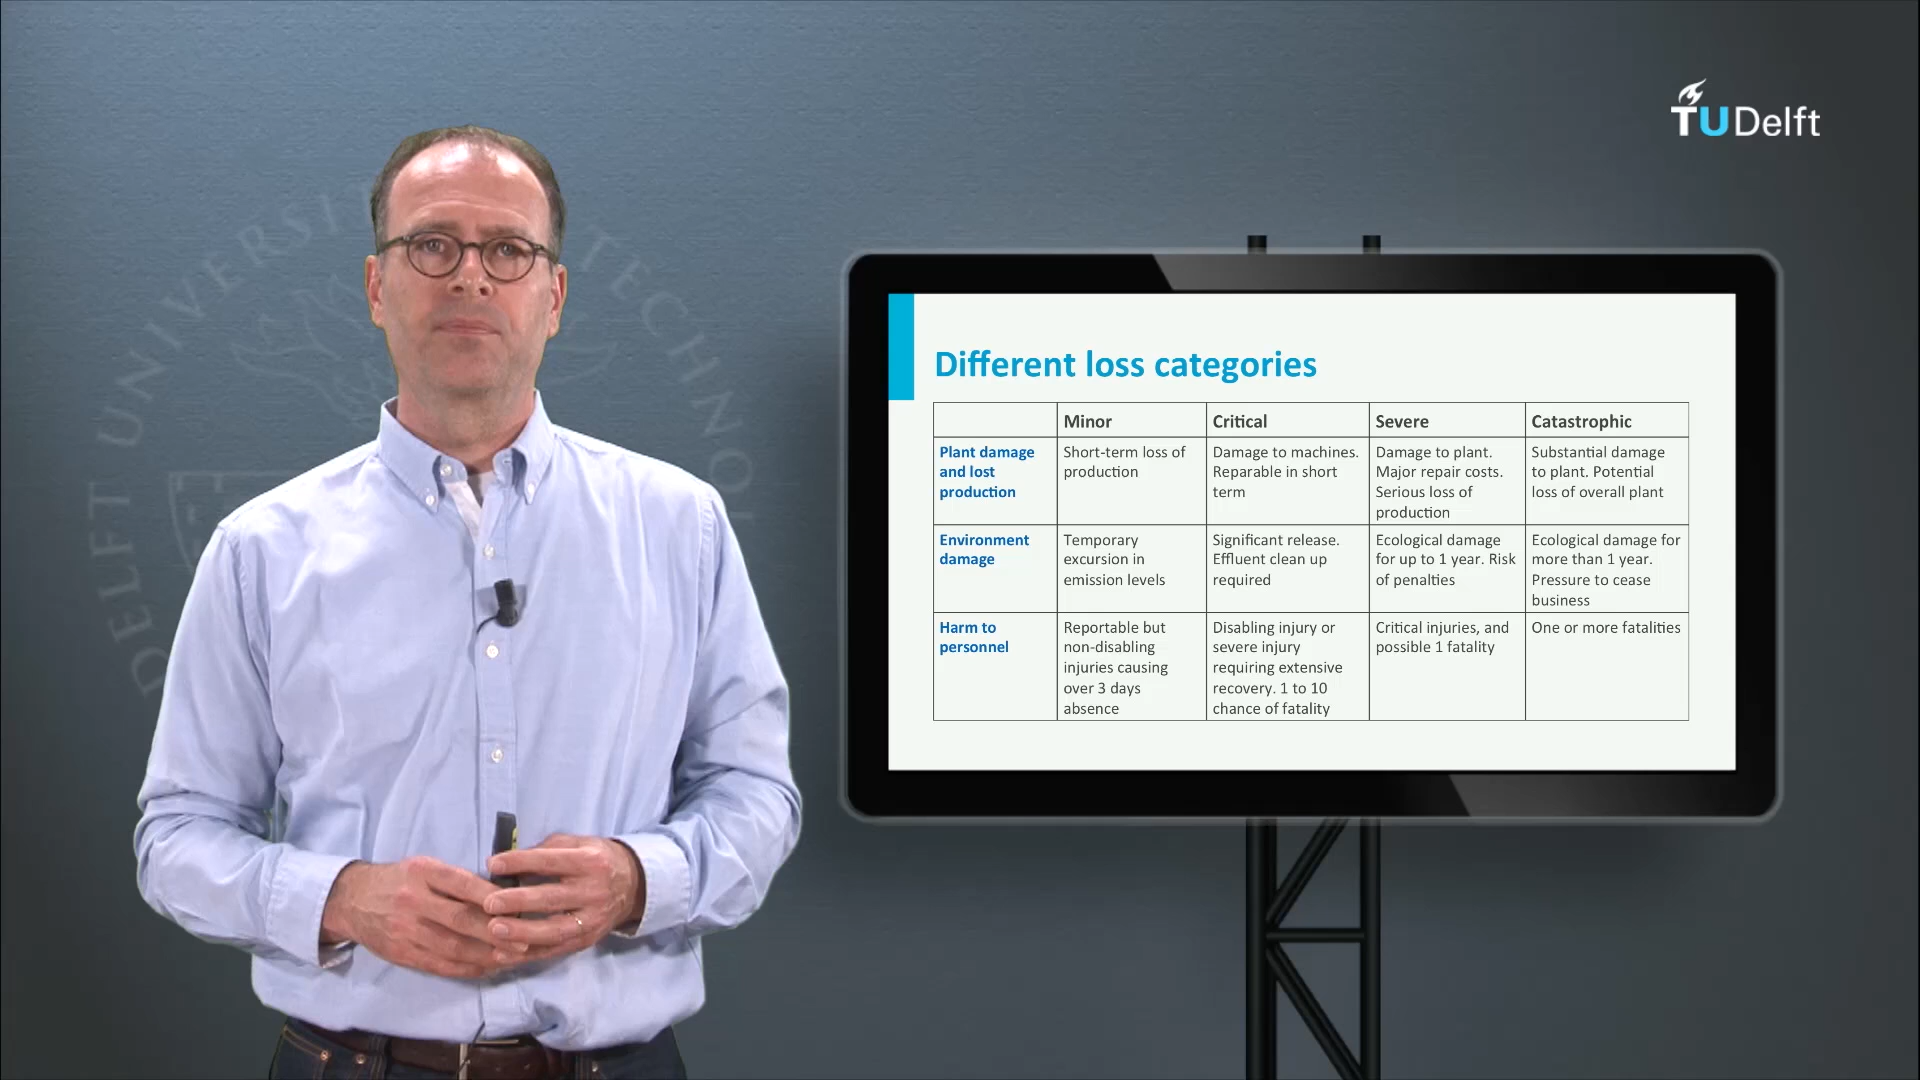 TU Delft
DELFT UNIVERSI
TECHNOL
Different loss categories
Minor
Critical
Severe
Catastrophic
Plant damage
and lost
production
Short-term loss of
production
Damage to machines.
Reparable in short
term
Damage to plant.
Major repair costs.
Serious loss of
production
Substantial damage
to plant. Potential
loss of overall plant
Environment
damage
Temporary
excursion in
emission levels
Significant release.
Effluent clean up
required
Ecological damage
for up to 1 year. Risk
of penalties
Ecological damage for
more than 1 year.
Pressure to cease
business
Harm to
personnel
Reportable but
non-disabling
injuries causing
over 3 days
absence
Disabling injury or
severe injury
requiring extensive
recovery. 1 to 10
chance of fatality
Critical injuries, and
possible 1 fatality
One or more fatalities